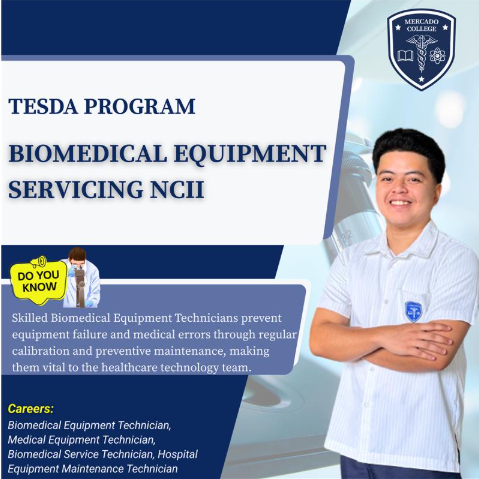 MERCADO
COLLEGE
TESDA PROGRAM
BIOMEDICAL EQUIPMENT
SERVICING NCII
DO YOU
KNOW
Skilled Biomedical Equipment Technicians prevent
equipment failure and medical errors through regular
calibration and preventive maintenance, making
them vital to the healthcare technology team.
Careers:
Biomedical Equipment Technician,
Medical Equipment Technician,
Biomedical Service Technician, Hospital
Equipment Maintenance Technician